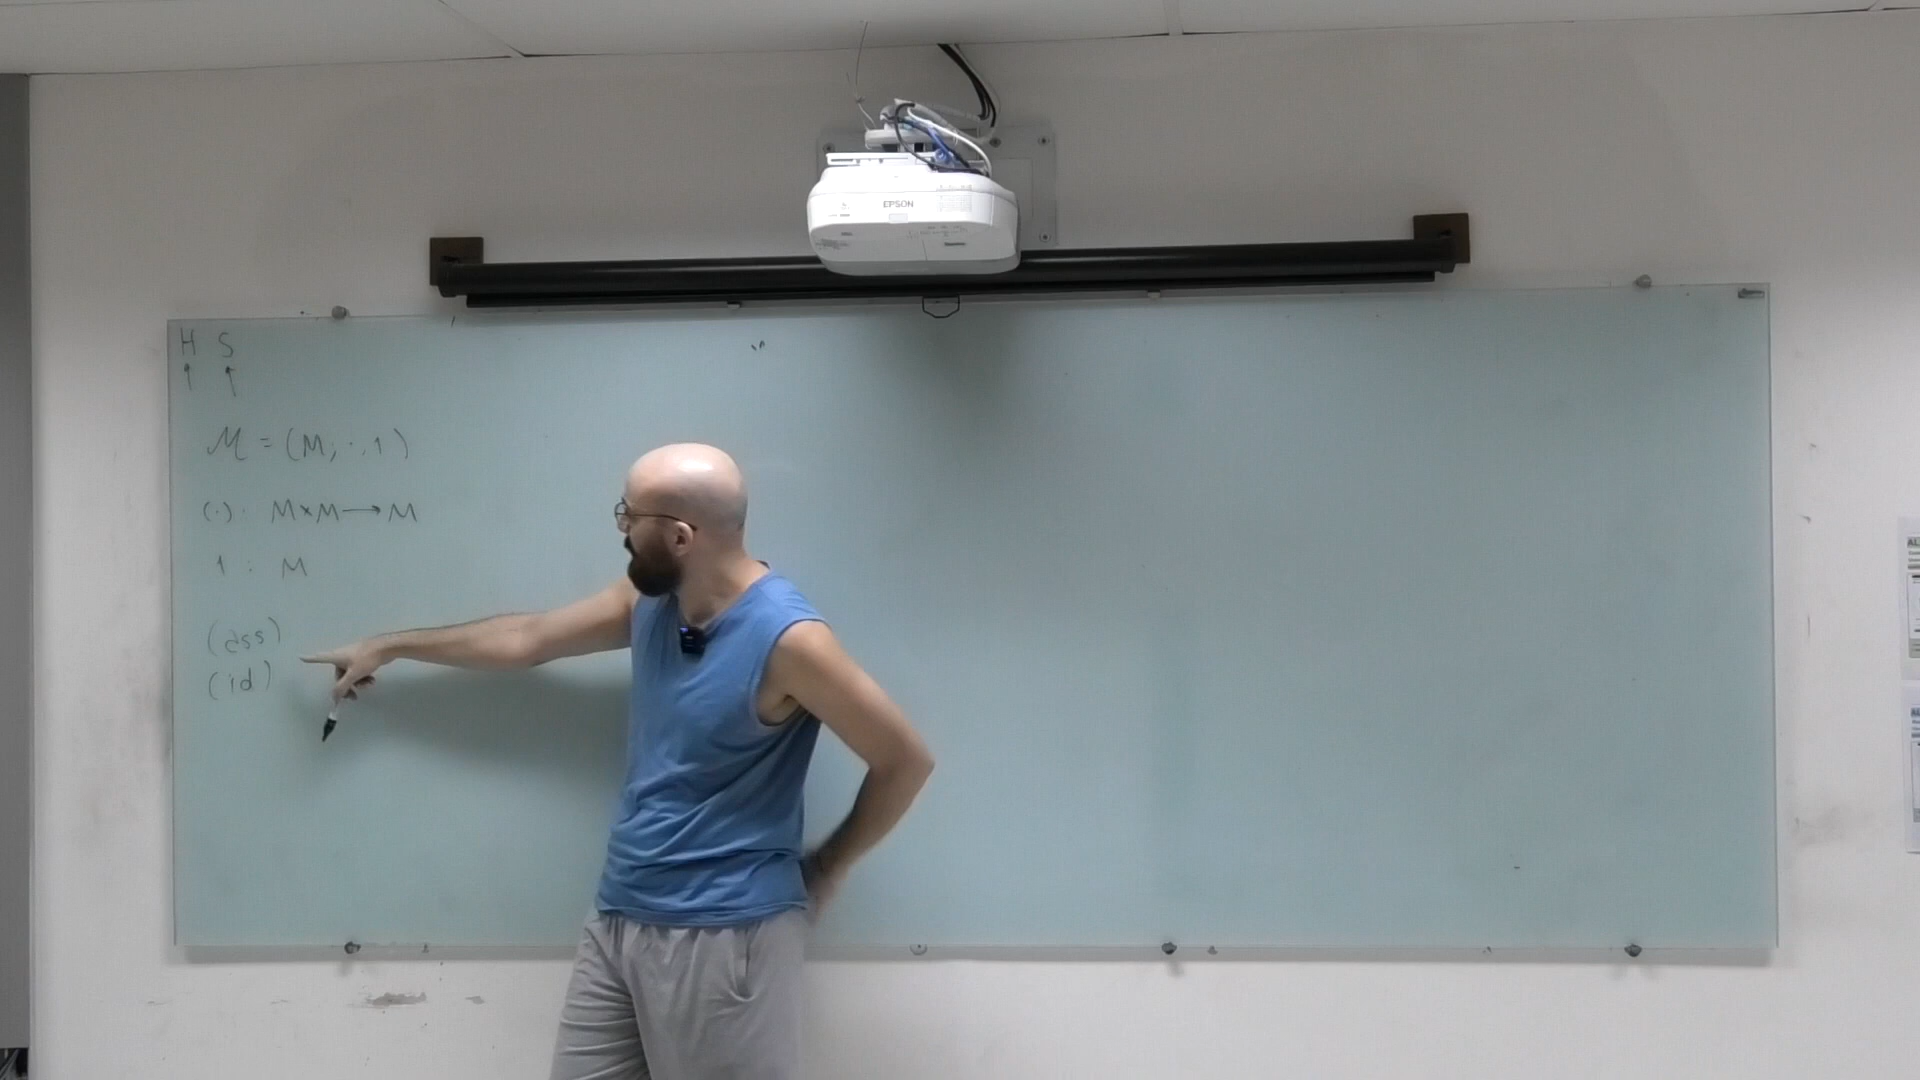 EPSON
H S
↑ ↑
M = (M; ·, 1)
(·) : M×M → M
1 : M
(ass)
(id)